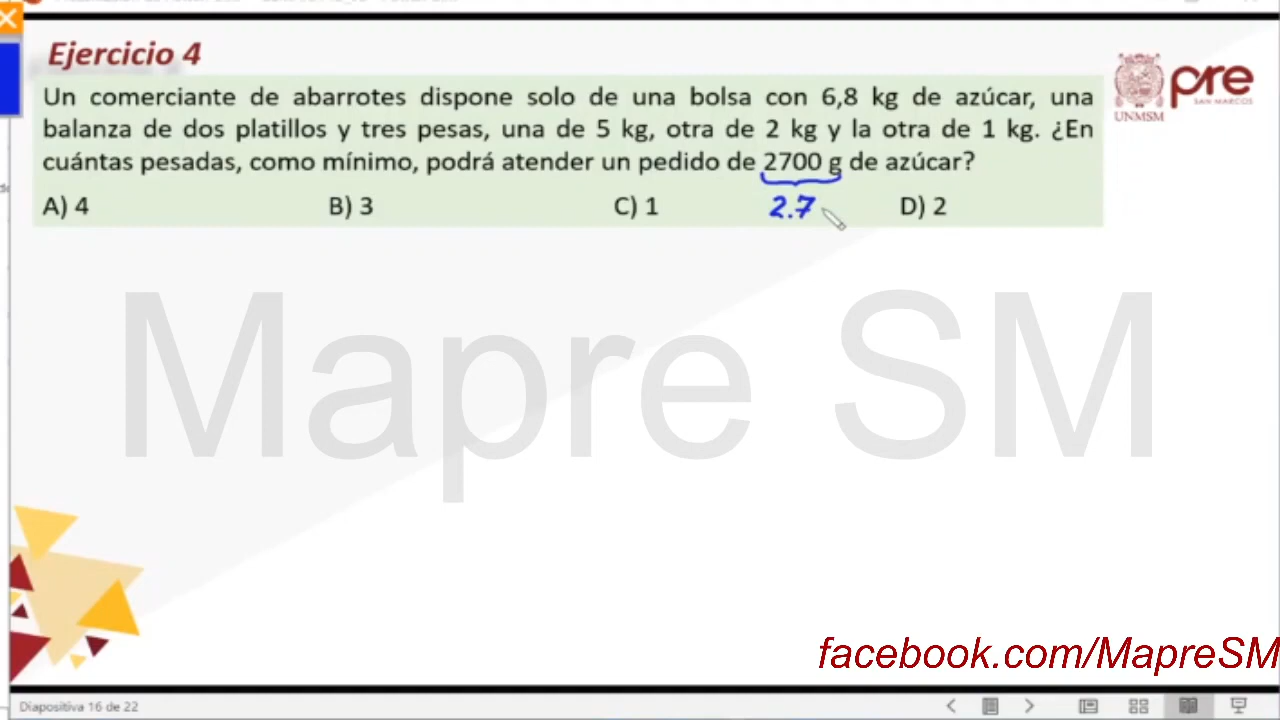 Ejercicio 4
Un comerciante de abarrotes dispone solo de una bolsa con 6,8 kg de azúcar, una
balanza de dos platillos y tres pesas, una de 5 kg, otra de 2 kg y la otra de 1 kg. ¿En
cuántas pesadas, como mínimo, podrá atender un pedido de 2700 g de azúcar?
A) 4 B) 3 C) 1 D) 2
2.7
pre
SAN MARCOS
UNMSM
Mapre SM
facebook.com/MapreSM
Diapositiva 16 de 22